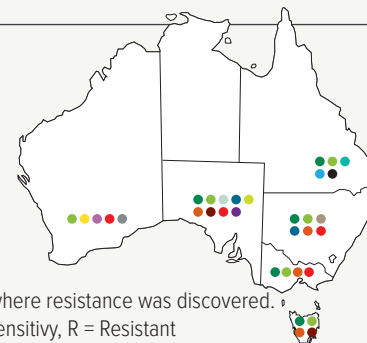 where resistance was discovered.
ensitivy, R = Resistant